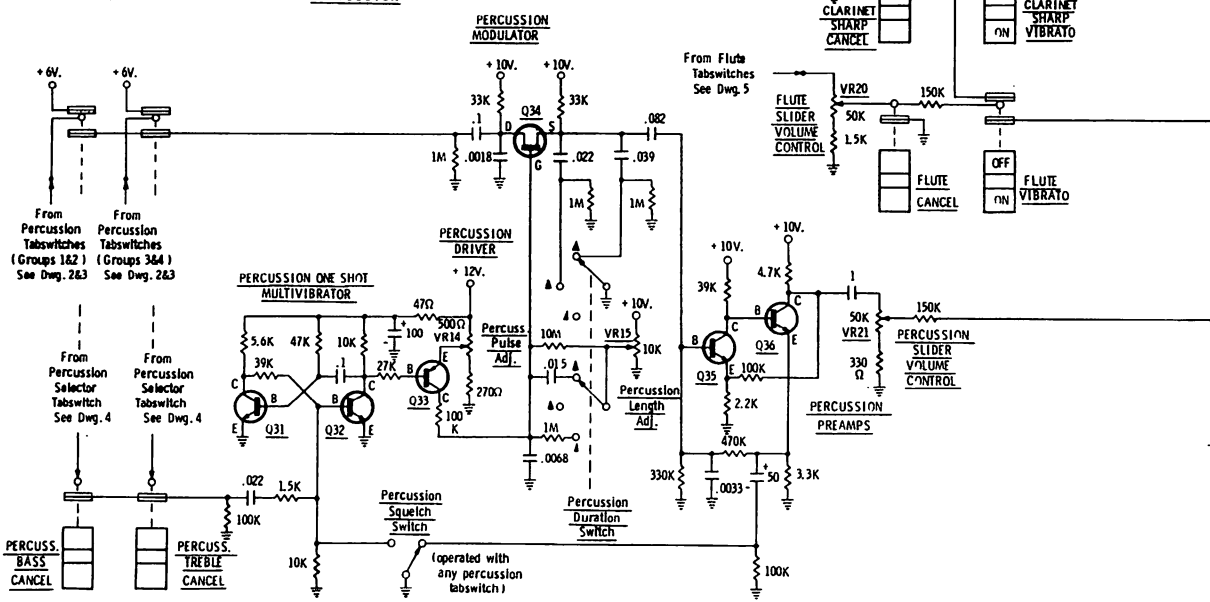 PERCUSSION
MODULATOR
CLARINET
SHARP
CANCEL
CLARINET
SHARP
VIBRATO
ON
+ 6V.
+ 6V.
+ 10V.
+ 10V.
33K
Q34
33K
.1
D
S
G
.082
1M
.0018
.022
.039
1M
1M
From Flute
Tabswitches
See Dwg. 5
VR20
50K
1.5K
150K
FLUTE
SLIDER
VOLUME
CONTROL
FLUTE
CANCEL
OFF
ON
FLUTE
VIBRATO
From
Percussion
Tabswitches
(Groups 1&2)
See Dwg. 2&3
From
Percussion
Tabswitches
(Groups 3&4)
See Dwg. 2&3
PERCUSSION
DRIVER
+ 12V.
PERCUSSION ONE SHOT
MULTIVIBRATOR
47Ω
500Ω
VR14
+
100
-
5.6K
39K
47K
10K
.1
27K
C
B
E
Q31
C
B
E
Q32
E
B
C
Q33
270Ω
100
K
Percuss
Pulse
Adj.
10M
VR15
+ 10V.
10K
.015
1M
.0068
Percussion
Length
Adj.
+ 10V.
+ 10V.
39K
4.7K
C
B
E
Q35
C
B
E
Q36
100K
2.2K
1
50K
VR21
330
Ω
150K
PERCUSSION
SLIDER
VOLUME
CONTROL
PERCUSSION
PREAMPS
470K
330K
.0033
+
50
-
3.3K
100K
From
Percussion
Selector
Tabswitch
See Dwg. 4
From
Percussion
Selector
Tabswitch
See Dwg. 4
.022
1.5K
100K
10K
PERCUSS.
BASS
CANCEL
PERCUSS.
TREBLE
CANCEL
Percussion
Squelch
Switch
(operated with
any percussion
tabswitch)
Percussion
Duration
Switch